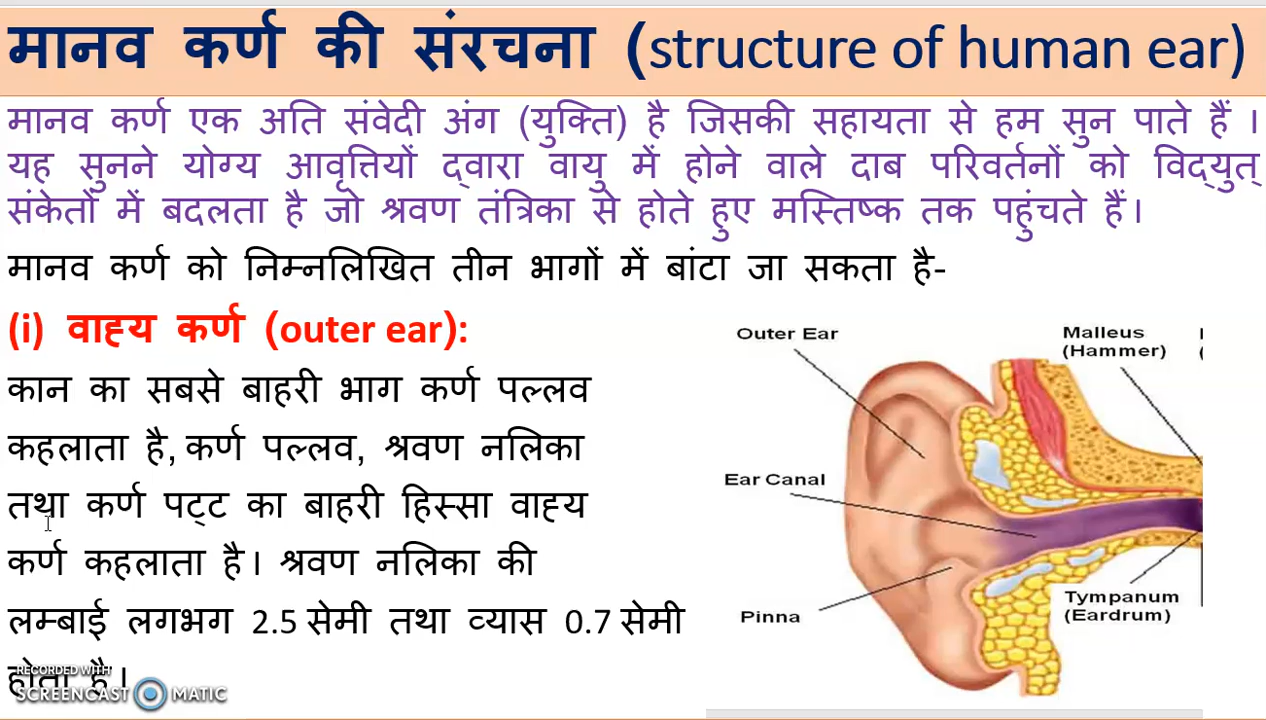 मानव कर्ण की संरचना (structure of human ear)
मानव कर्ण एक अति संवेदी अंग (युक्ति) है जिसकी सहायता से हम सुन पाते हैं ।
यह सुनने योग्य आवृत्तियों द्वारा वायु में होने वाले दाब परिवर्तनों को विद्युत्
संकेतों में बदलता है जो श्रवण तंत्रिका से होते हुए मस्तिष्क तक पहुंचते हैं।
मानव कर्ण को निम्नलिखित तीन भागों में बांटा जा सकता है-
(i) वाह्य कर्ण (outer ear):
कान का सबसे बाहरी भाग कर्ण पल्लव
कहलाता है, कर्ण पल्लव, श्रवण नलिका
तथा कर्ण पट्ट का बाहरी हिस्सा वाह्य
कर्ण कहलाता है। श्रवण नलिका की
लम्बाई लगभग 2.5 सेमी तथा व्यास 0.7 सेमी
होता है।
Outer Ear
Malleus
(Hammer)
Ear Canal
Pinna
Tympanum
(Eardrum)
RECORDED WITH
SCREENCAST MATIC